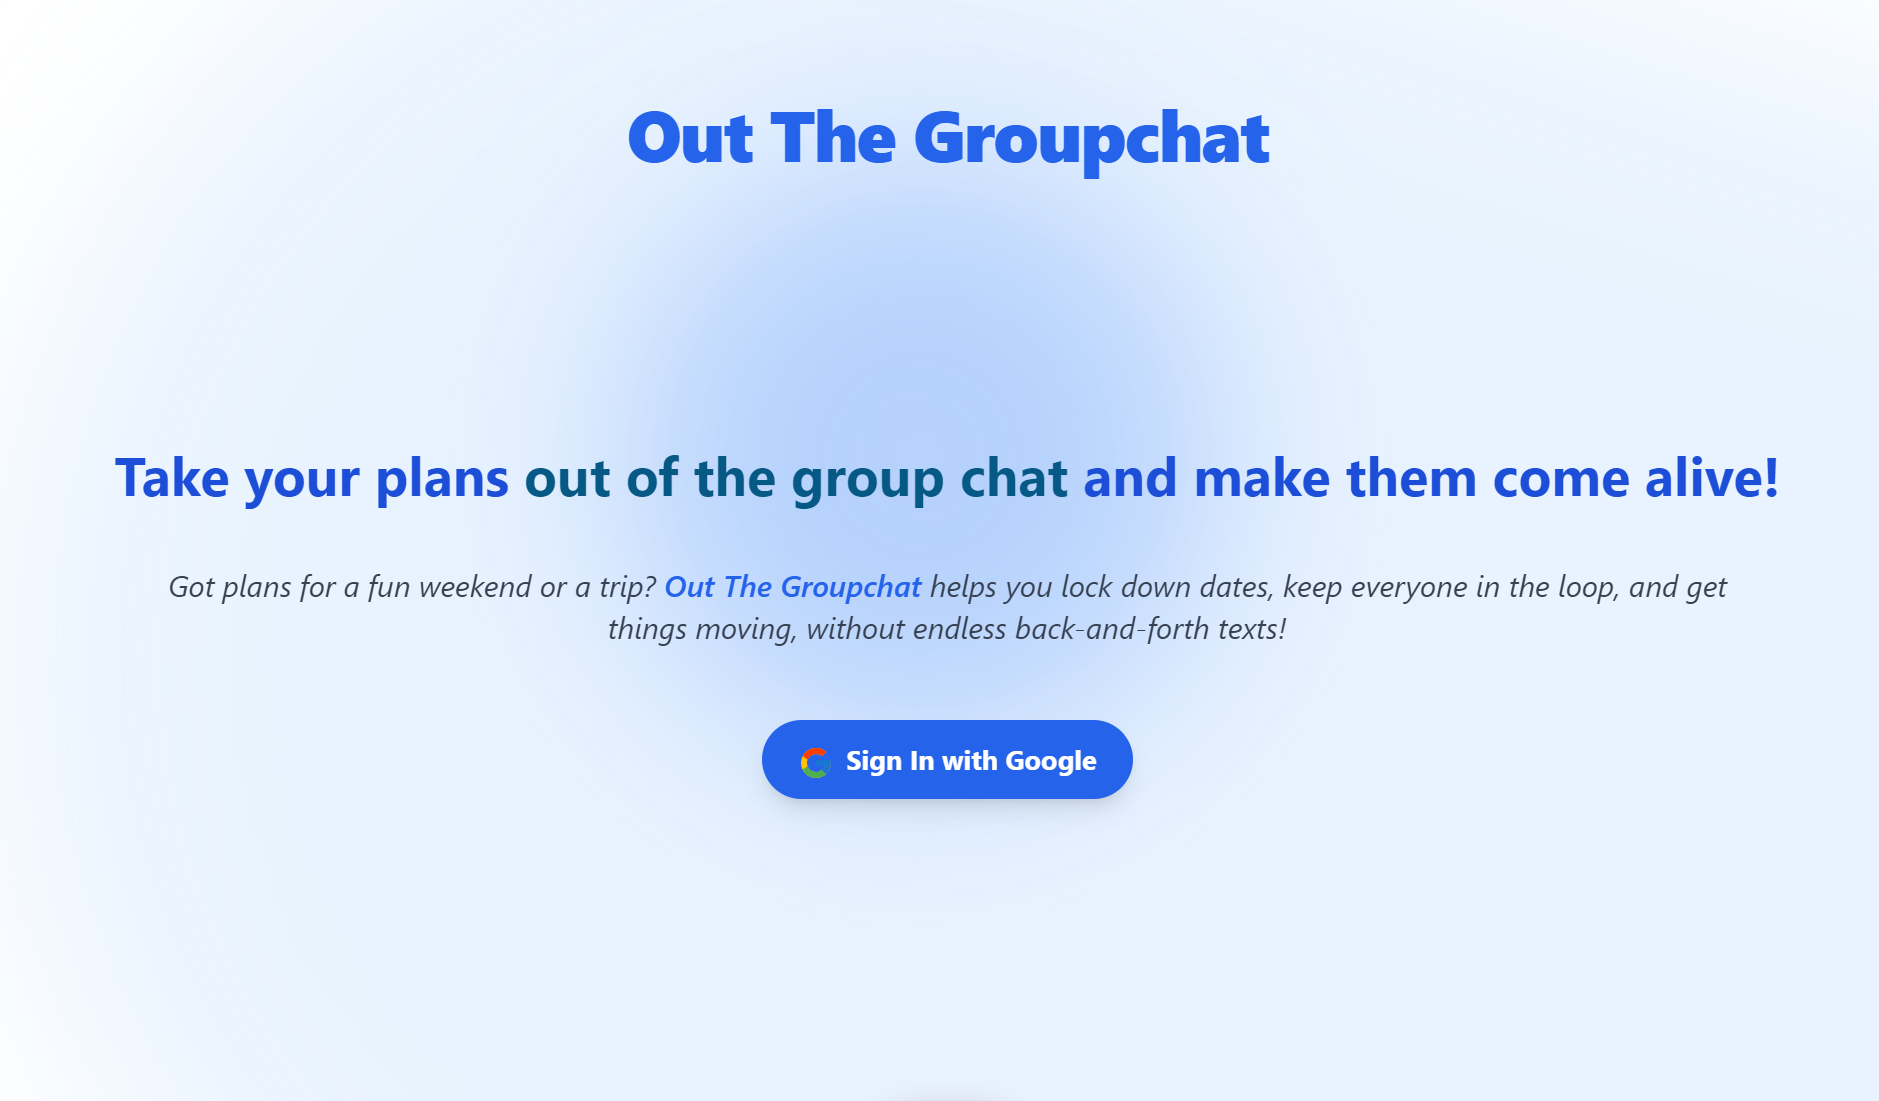 Out The Groupchat
Take your plans out of the group chat and make them come alive!
Got plans for a fun weekend or a trip? Out The Groupchat helps you lock down dates, keep everyone in the loop, and get
things moving, without endless back-and-forth texts!
Sign In with Google